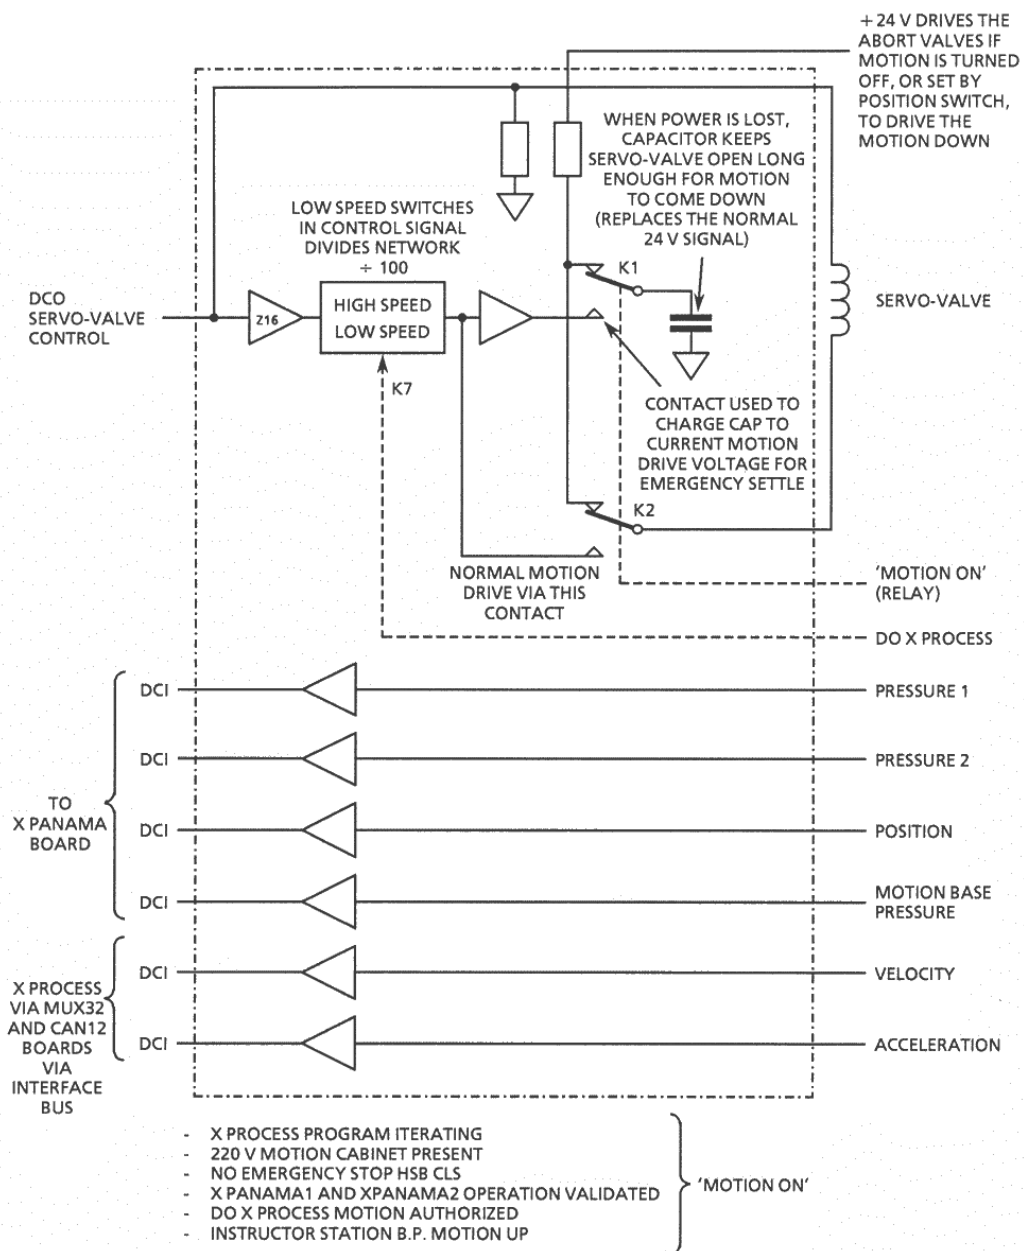 + 24 V DRIVES THE
ABORT VALVES IF
MOTION IS TURNED
OFF, OR SET BY
POSITION SWITCH,
TO DRIVE THE
MOTION DOWN
WHEN POWER IS LOST,
CAPACITOR KEEPS
SERVO-VALVE OPEN LONG
ENOUGH FOR MOTION
TO COME DOWN
(REPLACES THE NORMAL
24 V SIGNAL)
LOW SPEED SWITCHES
IN CONTROL SIGNAL
DIVIDES NETWORK
÷ 100
K1
DCO
SERVO-VALVE
CONTROL
Z16
HIGH SPEED
LOW SPEED
SERVO-VALVE
K7
CONTACT USED TO
CHARGE CAP TO
CURRENT MOTION
DRIVE VOLTAGE FOR
EMERGENCY SETTLE
K2
NORMAL MOTION
DRIVE VIA THIS
CONTACT
'MOTION ON'
(RELAY)
DO X PROCESS
TO
X PANAMA
BOARD
DCI
PRESSURE 1
DCI
PRESSURE 2
DCI
POSITION
DCI
MOTION BASE
PRESSURE
X PROCESS
VIA MUX32
AND CAN12
BOARDS
VIA
INTERFACE
BUS
DCI
VELOCITY
DCI
ACCELERATION
- X PROCESS PROGRAM ITERATING
- 220 V MOTION CABINET PRESENT
- NO EMERGENCY STOP HSB CLS
- X PANAMA1 AND XPANAMA2 OPERATION VALIDATED
- DO X PROCESS MOTION AUTHORIZED
- INSTRUCTOR STATION B.P. MOTION UP
'MOTION ON'